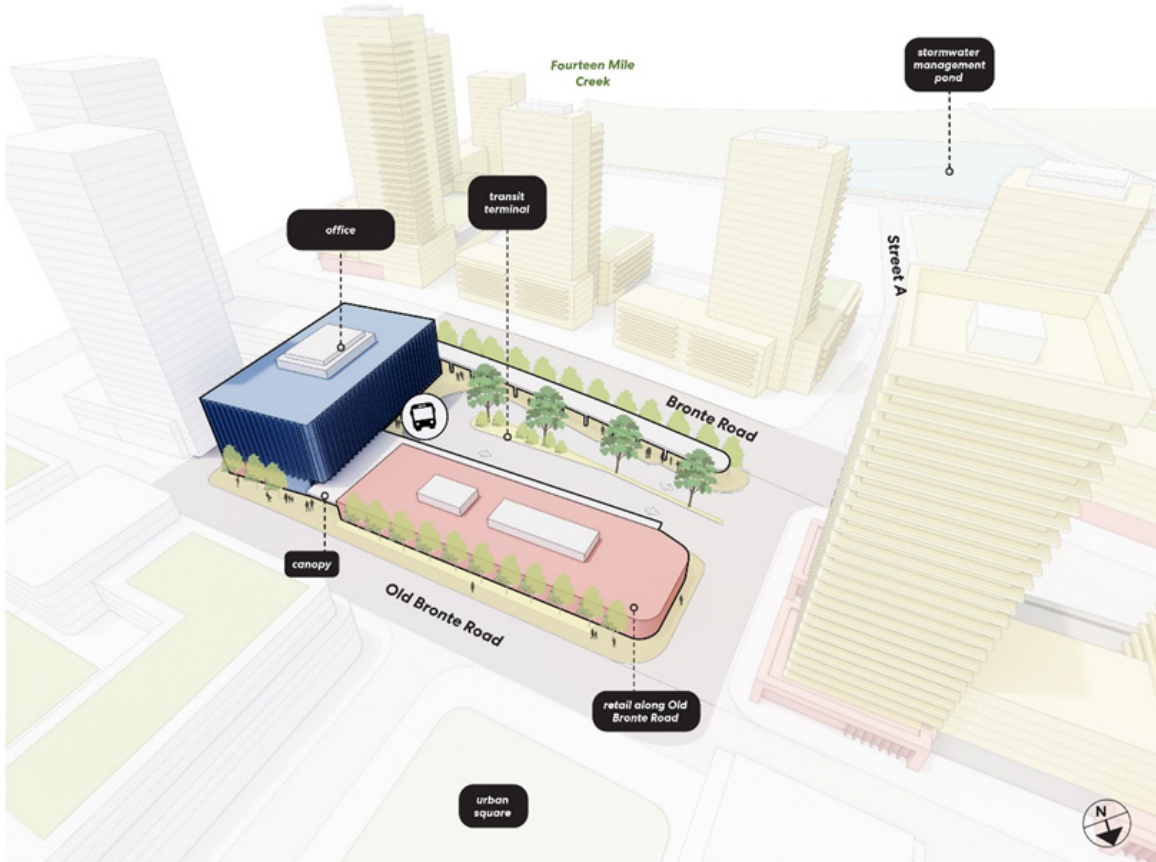 stormwater
management
pond
Fourteen Mile
Creek
transit
terminal
office
Street A
Bronte Road
canopy
Old Bronte Road
retail along Old
Bronte Road
urban
square
N